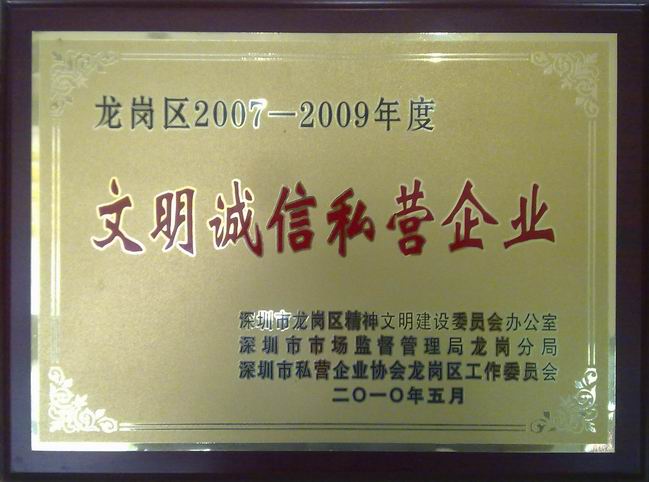 龙岗区2007—2009年度
文明诚信私营企业
深圳市龙岗区精神文明建设委员会办公室
深圳市市场监督管理局龙岗分局
深圳市私营企业协会龙岗区工作委员会
二〇一〇年五月